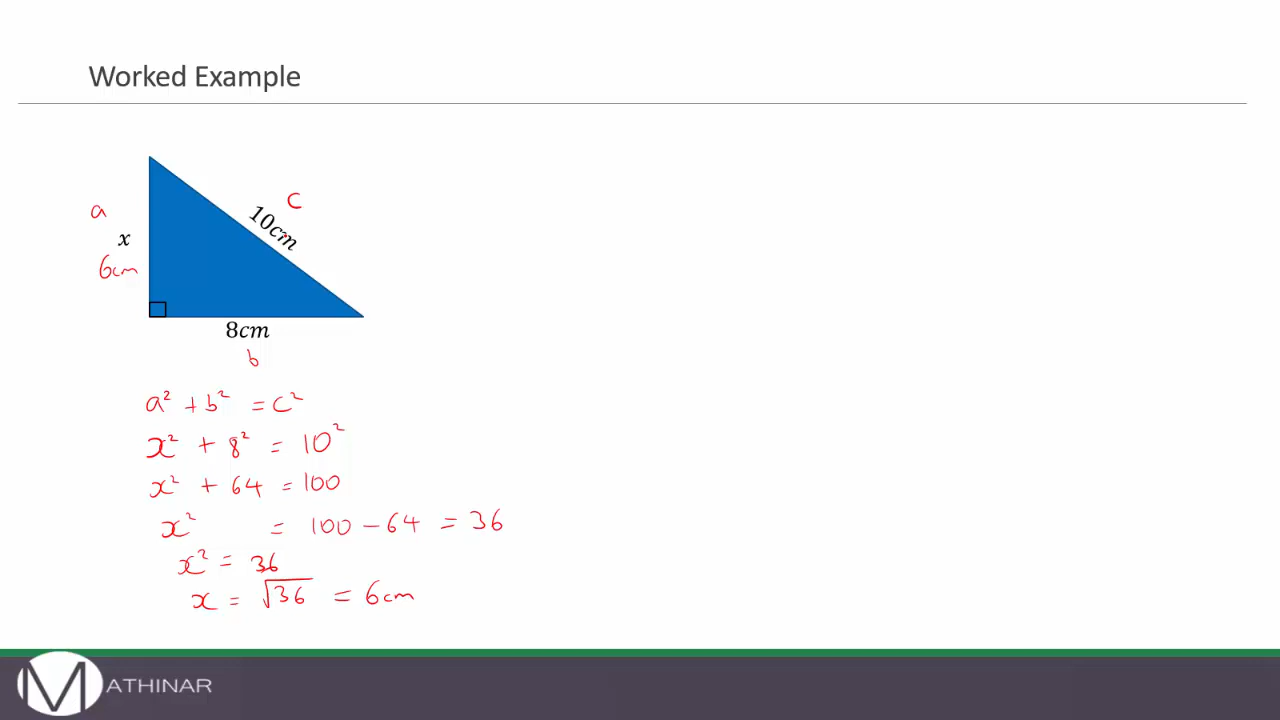 Worked Example
a
c
10cm
x
6cm
8cm
b
a² + b² = c²
x² + 8² = 10²
x² + 64 = 100
x² = 100 - 64 = 36
x² = 36
x = √36 = 6cm
MATHINAR